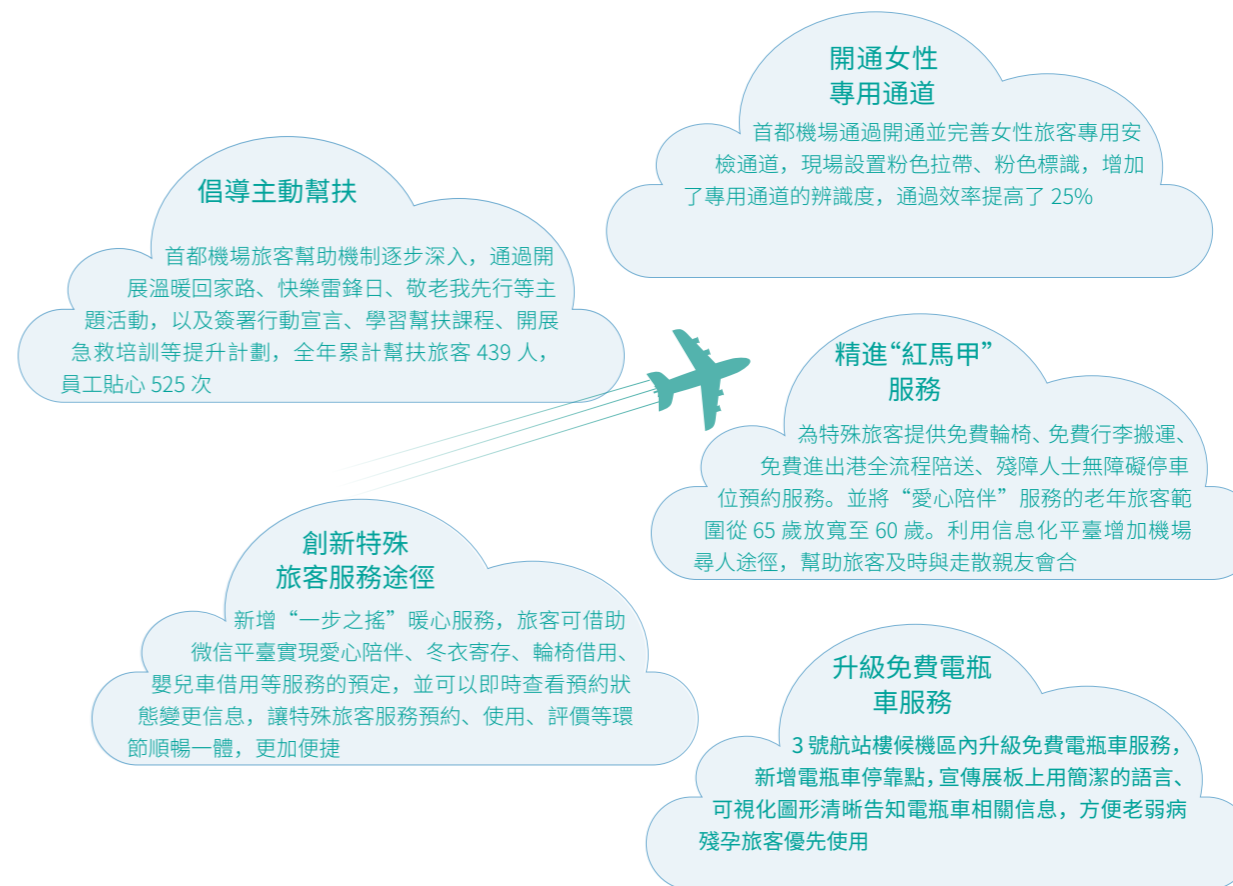 倡導主動幫扶
首都機場旅客幫助機制逐步深入，通過開
展溫暖回家路、快樂雷鋒日、敬老我先行等主
題活動，以及簽署行動宣言、學習幫扶課程、開展
急救培訓等提升計劃，全年累計幫扶旅客 439 人，
員工貼心 525 次
開通女性
專用通道
首都機場通過開通並完善女性旅客專用安
檢通道，現場設置粉色拉帶、粉色標識，增加
了專用通道的辨識度，通過效率提高了 25%
精進“紅馬甲”
服務
為特殊旅客提供免費輪椅、免費行李搬運、
免費進出港全流程陪送、殘障人士無障礙停車
位預約服務。並將“愛心陪伴”服務的老年旅客範
圍從 65 歲放寬至 60 歲。利用信息化平臺增加機場
尋人途徑，幫助旅客及時與走散親友會合
創新特殊
旅客服務途徑
新增“一步之搖”暖心服務，旅客可借助
微信平臺實現愛心陪伴、冬衣寄存、輪椅借用、
嬰兒車借用等服務的預定，並可以即時查看預約狀
態變更信息，讓特殊旅客服務預約、使用、評價等環
節順暢一體，更加便捷
升級免費電瓶
車服務
3 號航站樓候機區內升級免費電瓶車服務，
新增電瓶車停靠點，宣傳展板上用簡潔的語言、
可視化圖形清晰告知電瓶車相關信息，方便老弱病
殘孕旅客優先使用